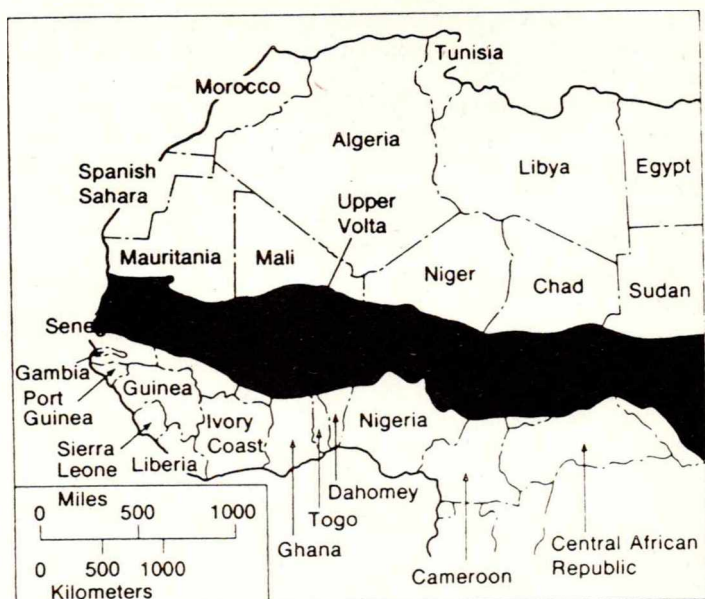 Tunisia
Morocco
Algeria
Libya
Egypt
Spanish
Sahara
Upper
Volta
Mauritania
Mali
Niger
Chad
Sudan
Seneg
Gambia
Port
Guinea
Guinea
Sierra
Leone
Liberia
Ivory
Coast
Nigeria
Dahomey
Togo
Ghana
Cameroon
Central African
Republic
Miles
0 500 1000
0 500 1000
Kilometers